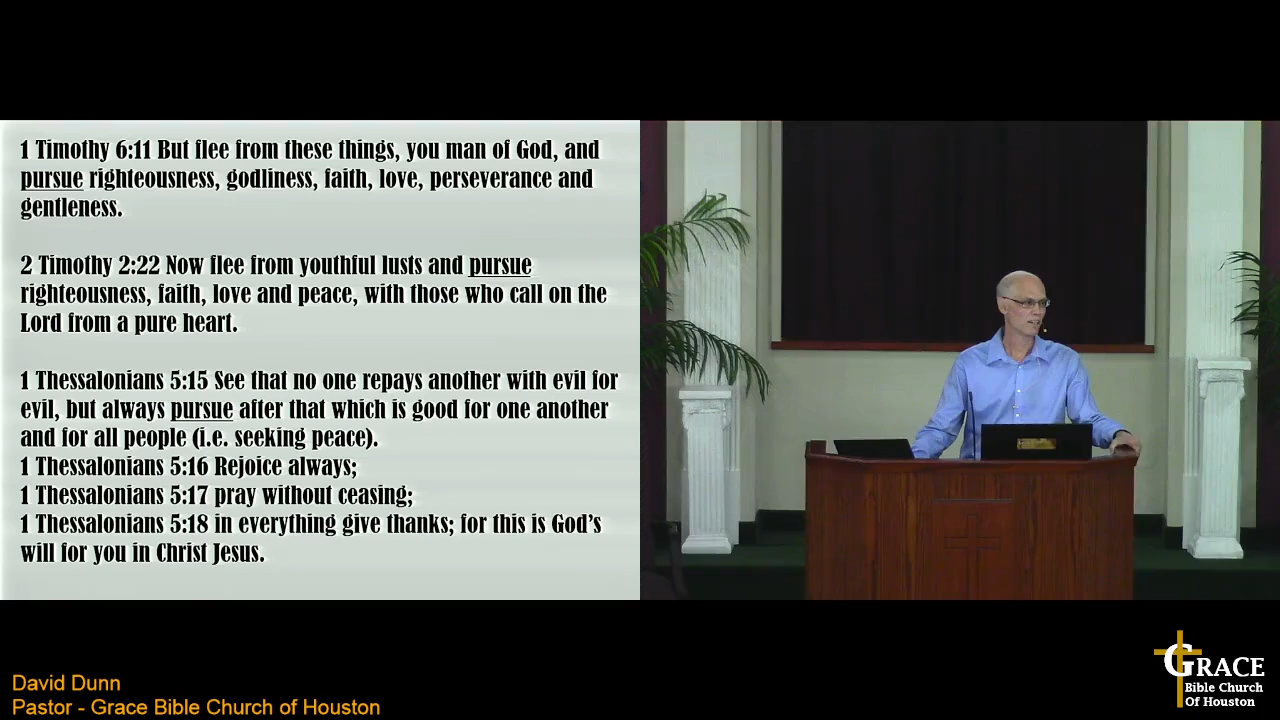 1 Timothy 6:11 But flee from these things, you man of God, and
pursue righteousness, godliness, faith, love, perseverance and
gentleness.
2 Timothy 2:22 Now flee from youthful lusts and pursue
righteousness, faith, love and peace, with those who call on the
Lord from a pure heart.
1 Thessalonians 5:15 See that no one repays another with evil for
evil, but always pursue after that which is good for one another
and for all people (i.e. seeking peace).
1 Thessalonians 5:16 Rejoice always;
1 Thessalonians 5:17 pray without ceasing;
1 Thessalonians 5:18 in everything give thanks; for this is God's
will for you in Christ Jesus.
David Dunn
Pastor - Grace Bible Church of Houston
GRACE
Bible Church
Of Houston